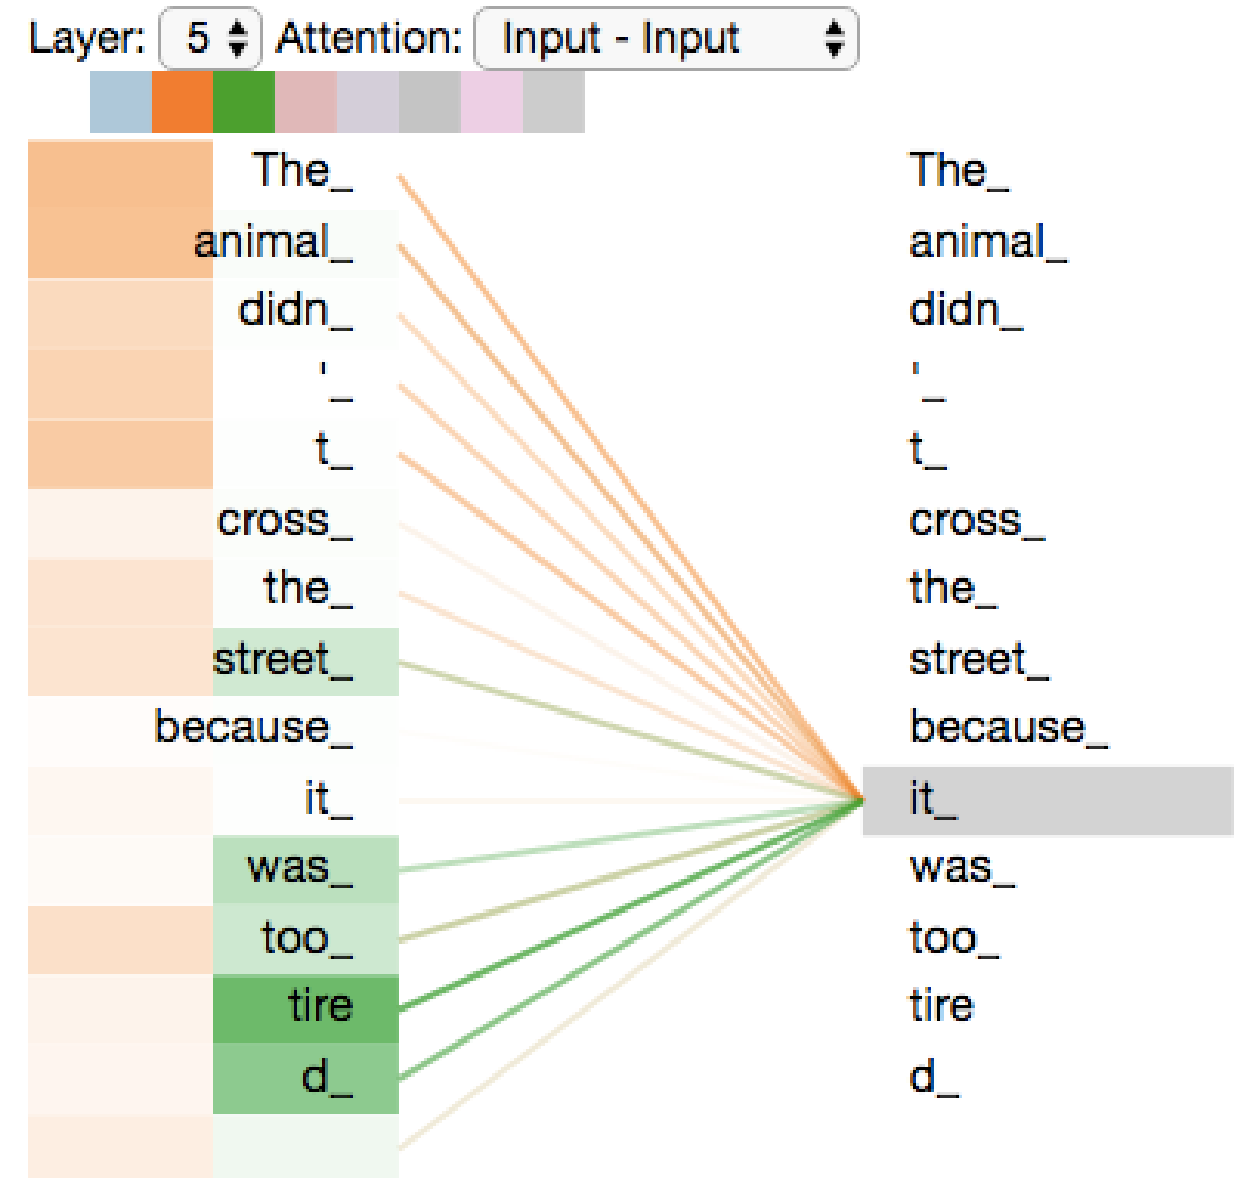 Layer: 5 Attention: Input - Input
The_ The_
animal_ animal_
didn_ didn_
'_ '_
t_ t_
cross_ cross_
the_ the_
street_ street_
because_ because_
it_ it_
was_ was_
too_ too_
tire tire
d_ d_